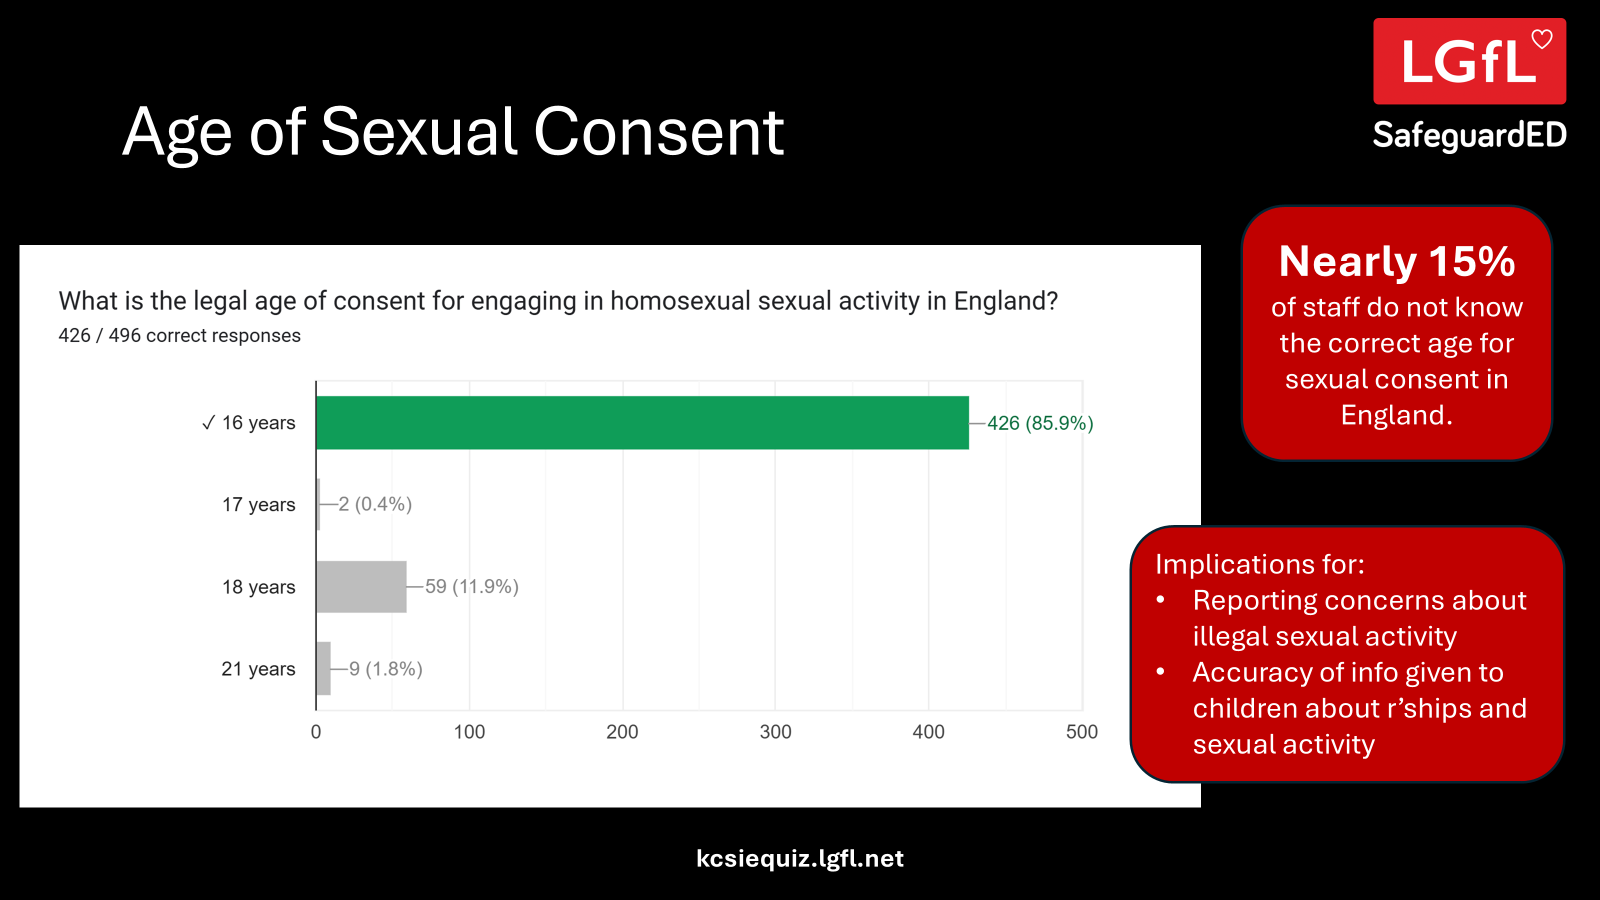 LGfL
SafeguardED
Age of Sexual Consent
What is the legal age of consent for engaging in homosexual sexual activity in England?
426 / 496 correct responses
✓ 16 years
426 (85.9%)
17 years
2 (0.4%)
18 years
59 (11.9%)
21 years
9 (1.8%)
0 100 200 300 400 500
Nearly 15%
of staff do not know
the correct age for
sexual consent in
England.
Implications for:
• Reporting concerns about
illegal sexual activity
• Accuracy of info given to
children about r’ships and
sexual activity
kcsiequiz.lgfl.net